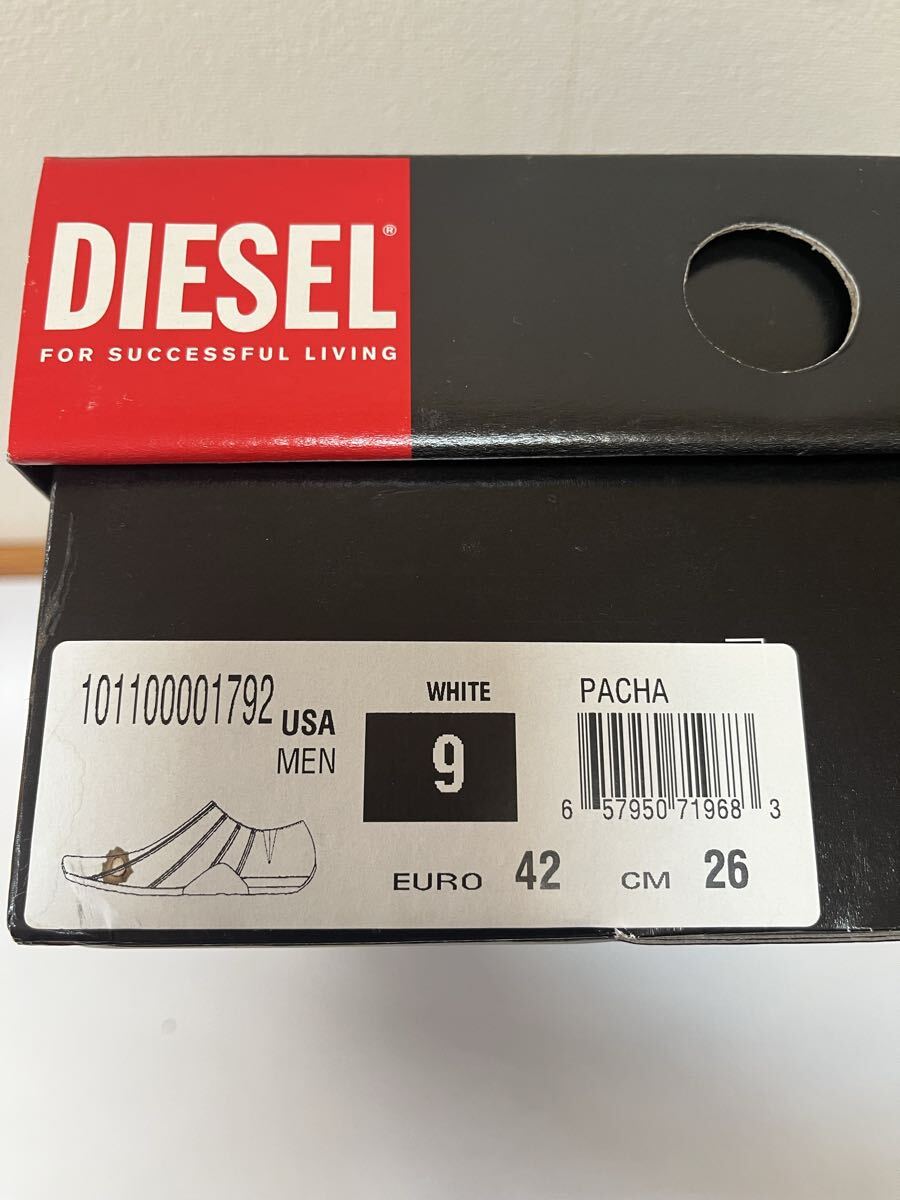 DIESEL®
FOR SUCCESSFUL LIVING
101100001792
USA
MEN
WHITE
9
PACHA
6 57950 71968 3
EURO 42
CM 26